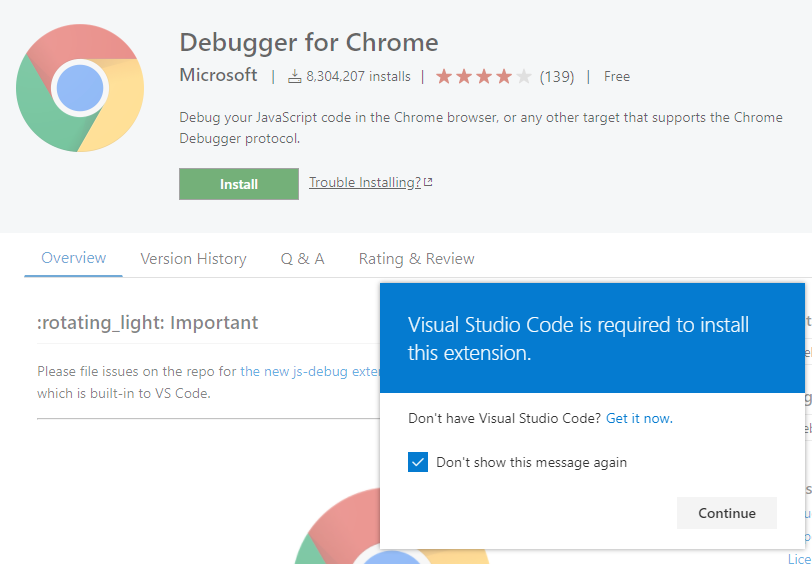 Debugger for Chrome
Microsoft | 8,304,207 installs | (139) | Free
Debug your JavaScript code in the Chrome browser, or any other target that supports the Chrome
Debugger protocol.
Install Trouble Installing?
Overview Version History Q & A Rating & Review
:rotating_light: Important
Please file issues on the repo for the new js-debug
which is built-in to VS Code.
Visual Studio Code is required to install
this extension.
Don't have Visual Studio Code? Get it now.
Don't show this message again
Continue